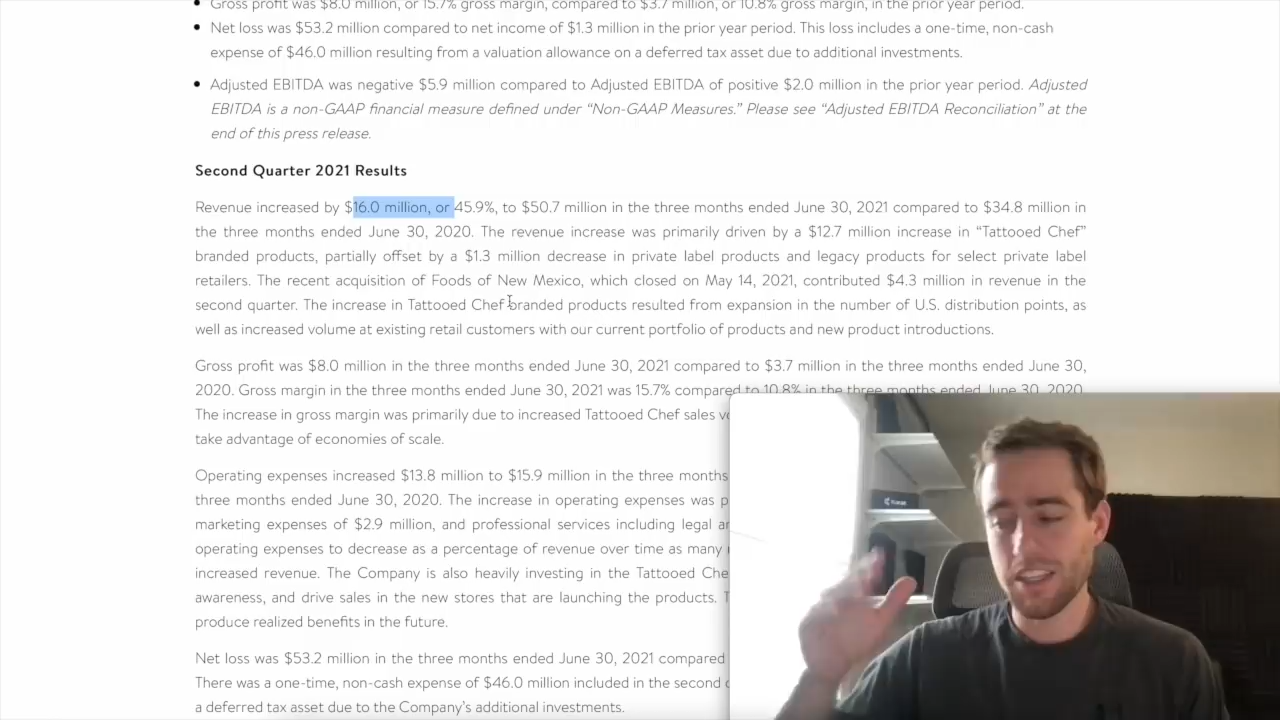 Gross profit was $8.0 million, or 15.7% gross margin, compared to $3.7 million, or 10.8% gross margin, in the prior year period.
Net loss was $53.2 million compared to net income of $1.3 million in the prior year period. This loss includes a one-time, non-cash
expense of $46.0 million resulting from a valuation allowance on a deferred tax asset due to additional investments.
Adjusted EBITDA was negative $5.9 million compared to Adjusted EBITDA of positive $2.0 million in the prior year period. Adjusted
EBITDA is a non-GAAP financial measure defined under “Non-GAAP Measures.” Please see “Adjusted EBITDA Reconciliation” at the
end of this press release.
Second Quarter 2021 Results
Revenue increased by $16.0 million, or 45.9%, to $50.7 million in the three months ended June 30, 2021 compared to $34.8 million in
the three months ended June 30, 2020. The revenue increase was primarily driven by a $12.7 million increase in “Tattooed Chef”
branded products, partially offset by a $1.3 million decrease in private label products and legacy products for select private label
retailers. The recent acquisition of Foods of New Mexico, which closed on May 14, 2021, contributed $4.3 million in revenue in the
second quarter. The increase in Tattooed Chef branded products resulted from expansion in the number of U.S. distribution points, as
well as increased volume at existing retail customers with our current portfolio of products and new product introductions.
Gross profit was $8.0 million in the three months ended June 30, 2021 compared to $3.7 million in the three months ended June 30,
2020. Gross margin in the three months ended June 30, 2021 was 15.7% compared to 10.8% in the three months ended June 30, 2020.
The increase in gross margin was primarily due to increased Tattooed Chef sales
take advantage of economies of scale.
Operating expenses increased $13.8 million to $15.9 million in the three months
three months ended June 30, 2020. The increase in operating expenses was
marketing expenses of $2.9 million, and professional services including legal
operating expenses to decrease as a percentage of revenue over time as many
increased revenue. The Company is also heavily investing in the Tattooed
awareness, and drive sales in the new stores that are launching the products.
produce realized benefits in the future.
Net loss was $53.2 million in the three months ended June 30, 2021 compared
There was a one-time, non-cash expense of $46.0 million included in the second
a deferred tax asset due to the Company’s additional investments.